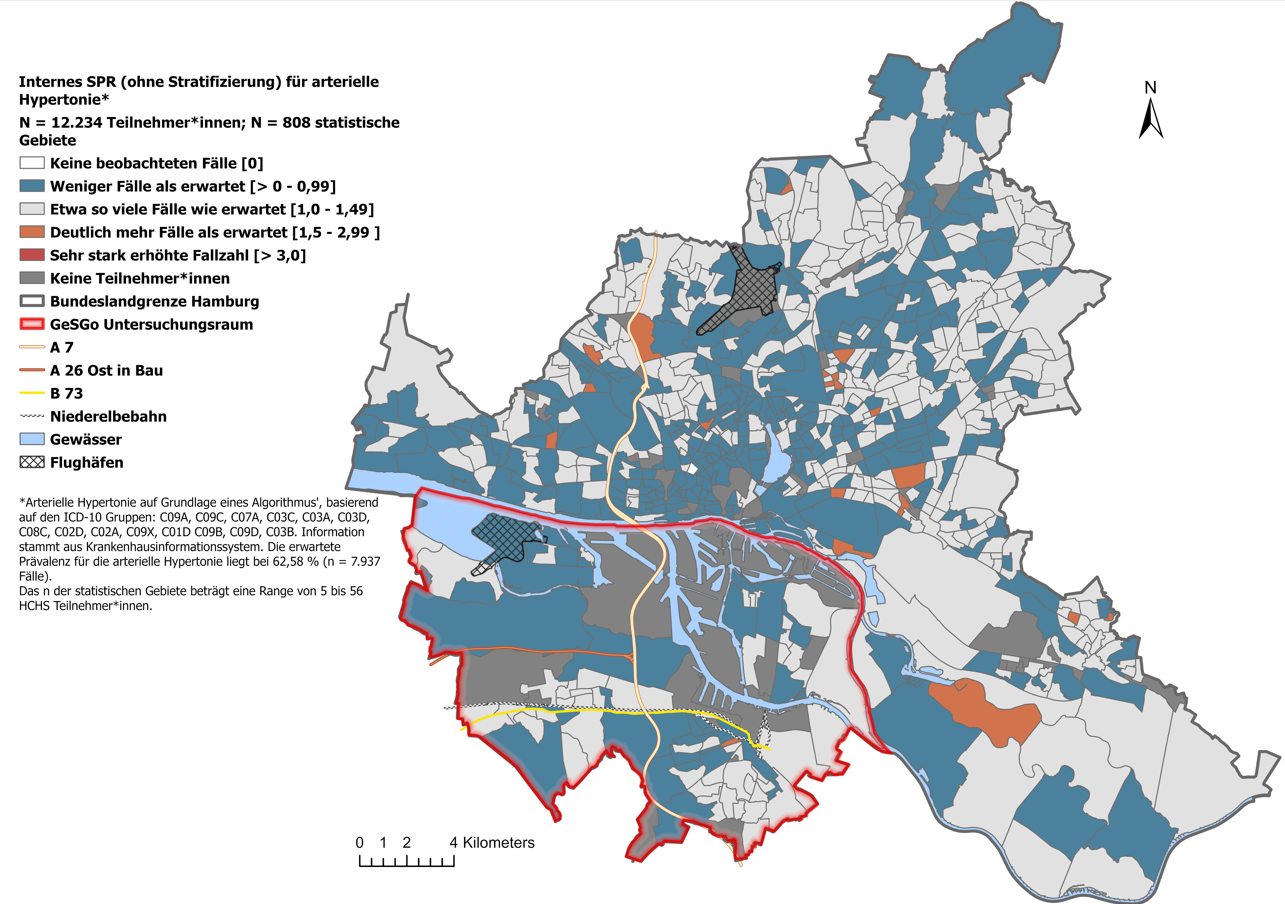 Internes SPR (ohne Stratifizierung) für arterielle
Hypertonie*
N = 12.234 Teilnehmer*innen; N = 808 statistische
Gebiete
Keine beobachteten Fälle [0]
Weniger Fälle als erwartet [> 0 - 0,99]
Etwa so viele Fälle wie erwartet [1,0 - 1,49]
Deutlich mehr Fälle als erwartet [1,5 - 2,99 ]
Sehr stark erhöhte Fallzahl [> 3,0]
Keine Teilnehmer*innen
Bundeslandgrenze Hamburg
GeSGo Untersuchungsraum
A 7
A 26 Ost in Bau
B 73
Niederelbebahn
Gewässer
Flughäfen
*Arterielle Hypertonie auf Grundlage eines Algorithmus', basierend
auf den ICD-10 Gruppen: C09A, C09C, C07A, C03C, C03A, C03D,
C08C, C02D, C02A, C09X, C01D C09B, C09D, C03B. Information
stammt aus Krankenhausinformationssystem. Die erwartete
Prävalenz für die arterielle Hypertonie liegt bei 62,58 % (n = 7.937
Fälle).
Das n der statistischen Gebiete beträgt eine Range von 5 bis 56
HCHS Teilnehmer*innen.
N
0 1 2 4 Kilometers